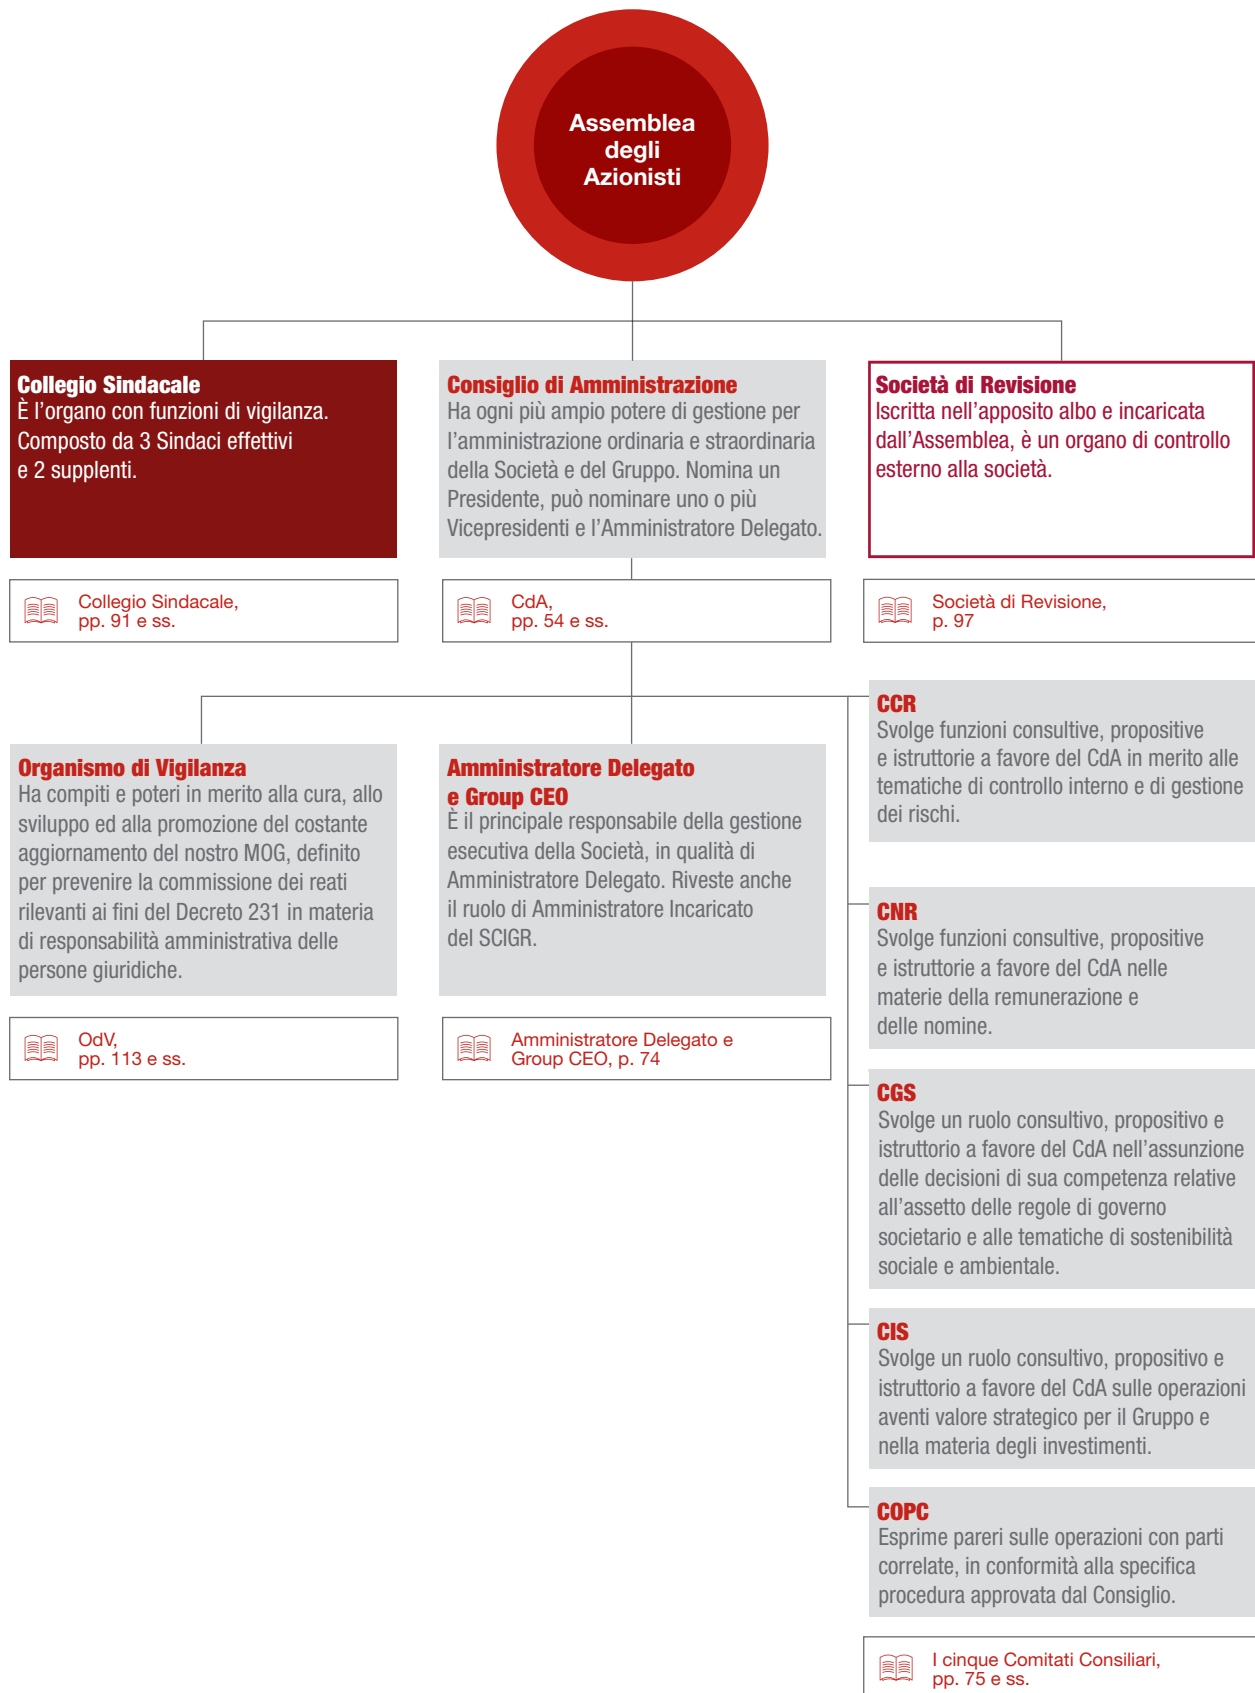 Assemblea
degli
Azionisti
Collegio Sindacale
È l’organo con funzioni di vigilanza.
Composto da 3 Sindaci effettivi
e 2 supplenti.
Collegio Sindacale,
pp. 91 e ss.
Consiglio di Amministrazione
Ha ogni più ampio potere di gestione per
l’amministrazione ordinaria e straordinaria
della Società e del Gruppo. Nomina un
Presidente, può nominare uno o più
Vicepresidenti e l’Amministratore Delegato.
CdA,
pp. 54 e ss.
Società di Revisione
Iscritta nell’apposito albo e incaricata
dall’Assemblea, è un organo di controllo
esterno alla società.
Società di Revisione,
p. 97
Organismo di Vigilanza
Ha compiti e poteri in merito alla cura, allo
sviluppo ed alla promozione del costante
aggiornamento del nostro MOG, definito
per prevenire la commissione dei reati
rilevanti ai fini del Decreto 231 in materia
di responsabilità amministrativa delle
persone giuridiche.
OdV,
pp. 113 e ss.
Amministratore Delegato
e Group CEO
È il principale responsabile della gestione
esecutiva della Società, in qualità di
Amministratore Delegato. Riveste anche
il ruolo di Amministratore Incaricato
del SCIGR.
Amministratore Delegato e
Group CEO, p. 74
CCR
Svolge funzioni consultive, propositive
e istruttorie a favore del CdA in merito alle
tematiche di controllo interno e di gestione
dei rischi.
CNR
Svolge funzioni consultive, propositive
e istruttorie a favore del CdA nelle
materie della remunerazione e
delle nomine.
CGS
Svolge un ruolo consultivo, propositivo e
istruttorio a favore del CdA nell’assunzione
delle decisioni di sua competenza relative
all’assetto delle regole di governo
societario e alle tematiche di sostenibilità
sociale e ambientale.
CIS
Svolge un ruolo consultivo, propositivo e
istruttorio a favore del CdA sulle operazioni
aventi valore strategico per il Gruppo e
nella materia degli investimenti.
COPC
Esprime pareri sulle operazioni con parti
correlate, in conformità alla specifica
procedura approvata dal Consiglio.
I cinque Comitati Consiliari,
pp. 75 e ss.